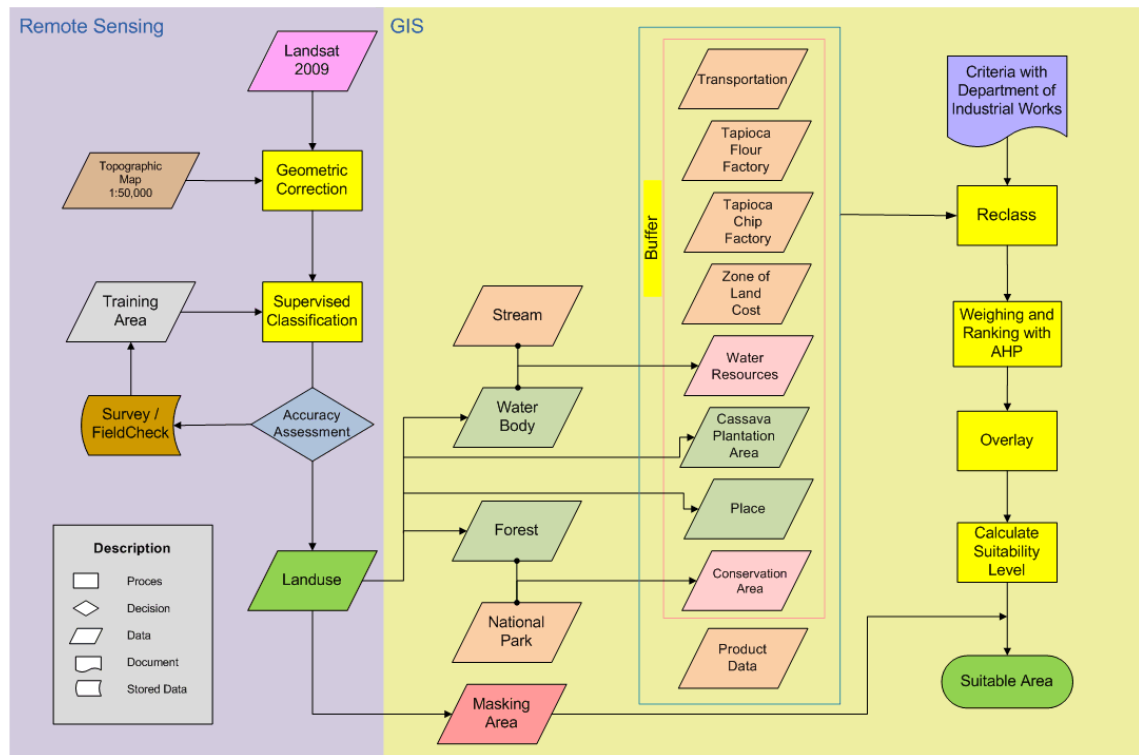 Remote Sensing
Landsat
2009
Topographic
Map
1:50,000
Geometric
Correction
Training
Area
Supervised
Classification
Survey /
FieldCheck
Accuracy
Assessment
Landuse
Description
Proces
Decision
Data
Document
Stored Data
GIS
Stream
Water
Body
Forest
National
Park
Masking
Area
Buffer
Transportation
Tapioca
Flour
Factory
Tapioca
Chip
Factory
Zone of
Land
Cost
Water
Resources
Cassava
Plantation
Area
Place
Conservation
Area
Product
Data
Criteria with
Department of
Industrial Works
Reclass
Weighing and
Ranking with
AHP
Overlay
Calculate
Suitability
Level
Suitable Area